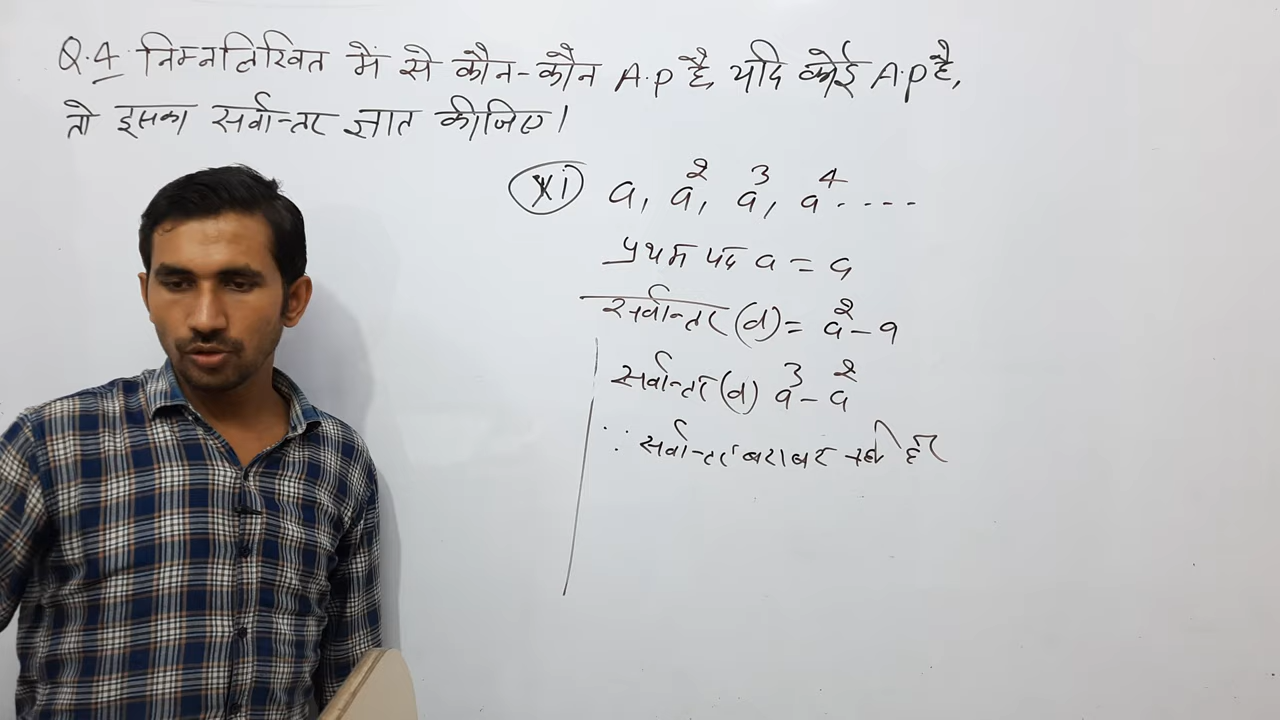 Q.4 निम्नलिखित में से कौन-कौन A.P है, यदि कोई A.P है,
तो इसका सर्वान्तर ज्ञात कीजिए।
(xi) a, a², a³, a⁴ ....
प्रथम पद a = a
सर्वान्तर (d) = a² - a
सर्वान्तर (d) a³ - a²
∵ सर्वान्तर बराबर नहीं है